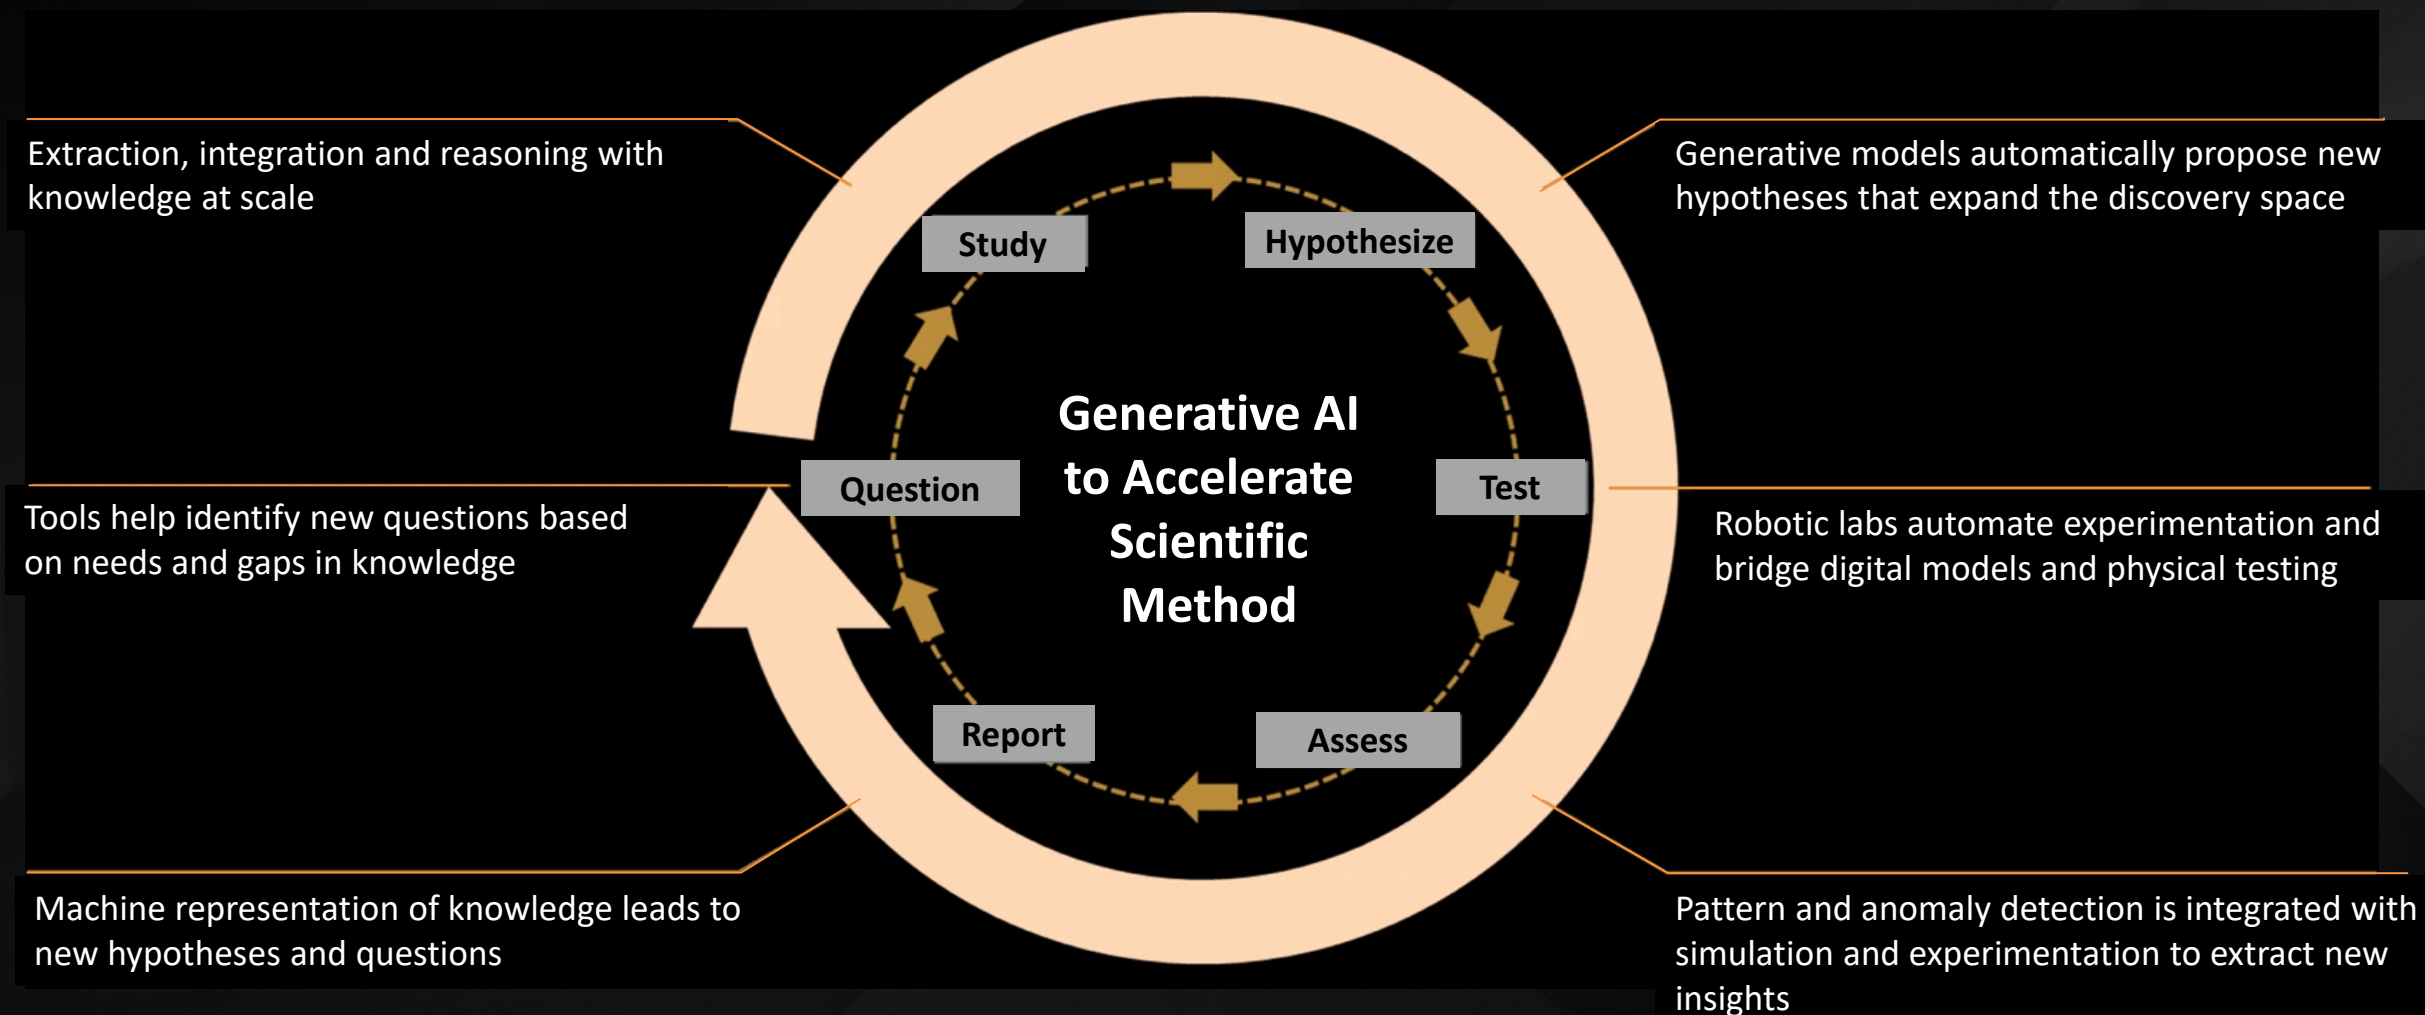 Extraction, integration and reasoning with
knowledge at scale
Generative models automatically propose new
hypotheses that expand the discovery space
Study
Hypothesize
Generative AI
to Accelerate
Scientific
Method
Question
Test
Tools help identify new questions based
on needs and gaps in knowledge
Robotic labs automate experimentation and
bridge digital models and physical testing
Report
Assess
Machine representation of knowledge leads to
new hypotheses and questions
Pattern and anomaly detection is integrated with
simulation and experimentation to extract new
insights